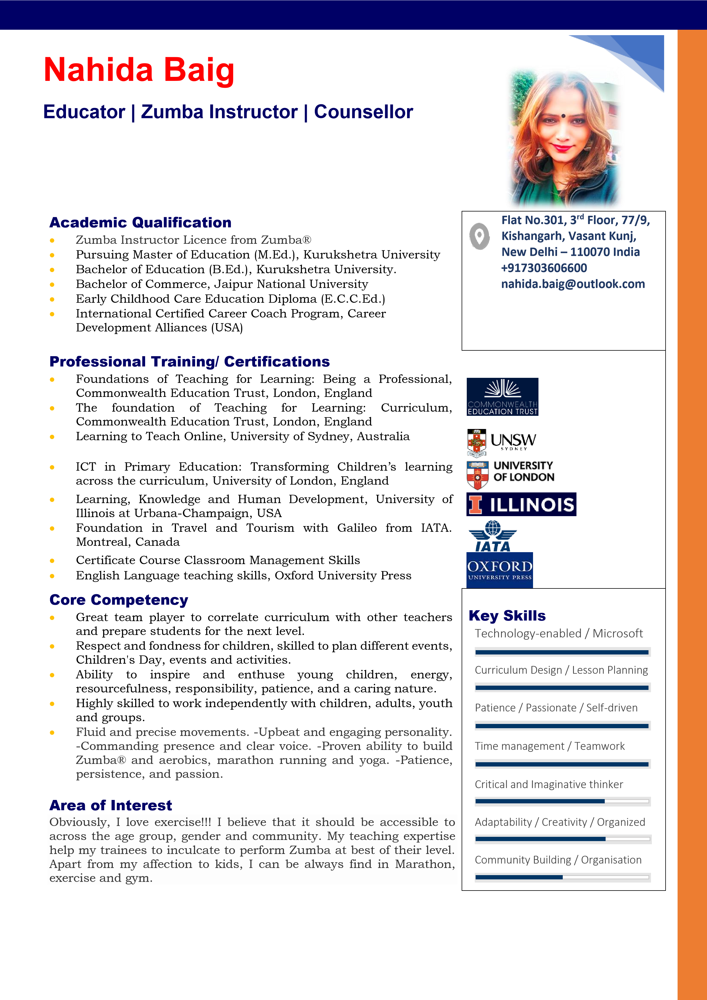 Nahida Baig
Educator | Zumba Instructor | Counsellor
Academic Qualification
Zumba Instructor Licence from Zumba®
Pursuing Master of Education (M.Ed.), Kurukshetra University
Bachelor of Education (B.Ed.), Kurukshetra University.
Bachelor of Commerce, Jaipur National University
Early Childhood Care Education Diploma (E.C.C.Ed.)
International Certified Career Coach Program, Career
Development Alliances (USA)
Flat No.301, 3rd Floor, 77/9,
Kishangarh, Vasant Kunj,
New Delhi – 110070 India
+917303606600
nahida.baig@outlook.com
Professional Training/ Certifications
Foundations of Teaching for Learning: Being a Professional,
Commonwealth Education Trust, London, England
The foundation of Teaching for Learning: Curriculum,
Commonwealth Education Trust, London, England
Learning to Teach Online, University of Sydney, Australia
ICT in Primary Education: Transforming Children’s learning
across the curriculum, University of London, England
Learning, Knowledge and Human Development, University of
Illinois at Urbana-Champaign, USA
Foundation in Travel and Tourism with Galileo from IATA.
Montreal, Canada
Certificate Course Classroom Management Skills
English Language teaching skills, Oxford University Press
COMMONWEALTH
EDUCATION TRUST
UNSW
SYDNEY
UNIVERSITY
OF LONDON
I ILLINOIS
IATA
OXFORD
UNIVERSITY PRESS
Core Competency
Great team player to correlate curriculum with other teachers
and prepare students for the next level.
Respect and fondness for children, skilled to plan different events,
Children's Day, events and activities.
Ability to inspire and enthuse young children, energy,
resourcefulness, responsibility, patience, and a caring nature.
Highly skilled to work independently with children, adults, youth
and groups.
Fluid and precise movements. -Upbeat and engaging personality.
-Commanding presence and clear voice. -Proven ability to build
Zumba® and aerobics, marathon running and yoga. -Patience,
persistence, and passion.
Area of Interest
Obviously, I love exercise!!! I believe that it should be accessible to
across the age group, gender and community. My teaching expertise
help my trainees to inculcate to perform Zumba at best of their level.
Apart from my affection to kids, I can be always find in Marathon,
exercise and gym.
Key Skills
Technology-enabled / Microsoft
Curriculum Design / Lesson Planning
Patience / Passionate / Self-driven
Time management / Teamwork
Critical and Imaginative thinker
Adaptability / Creativity / Organized
Community Building / Organisation